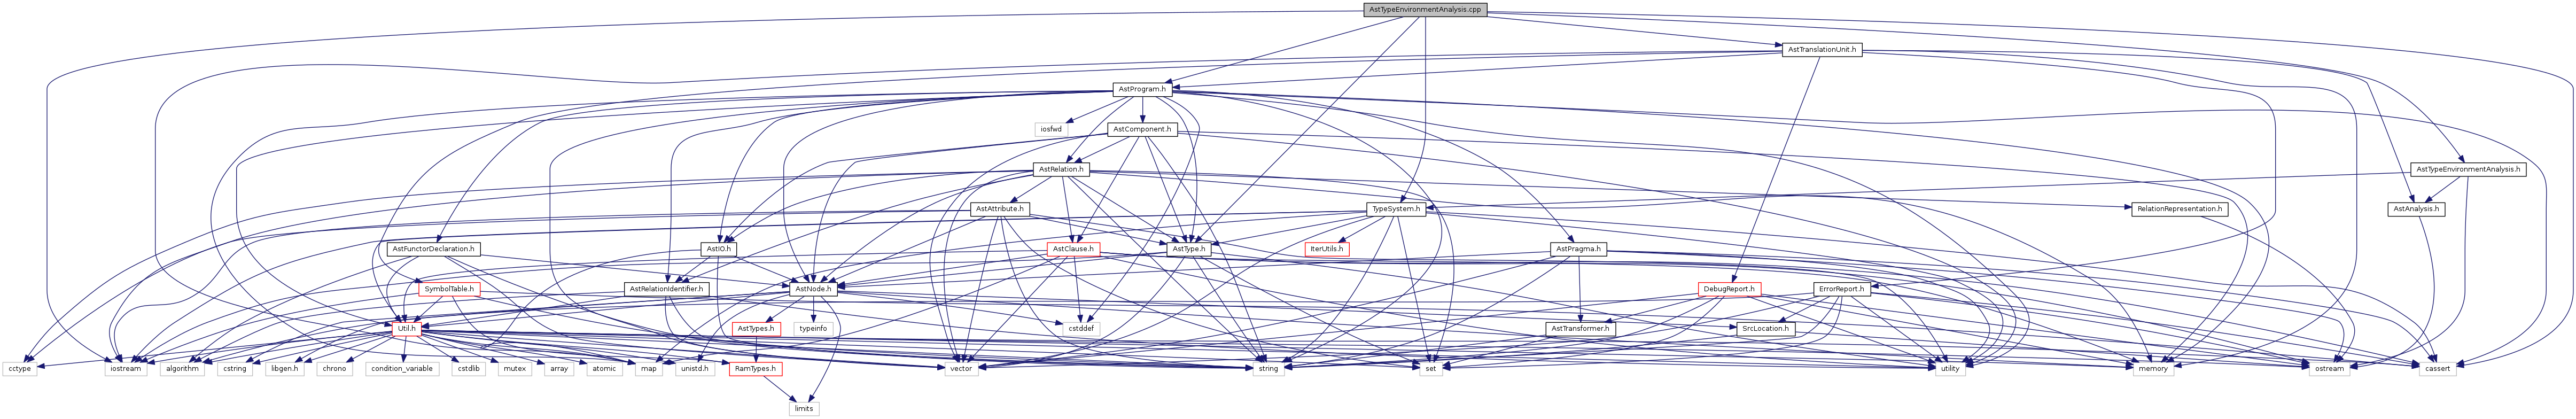 AstTypeEnvironmentAnalysis.cpp
AstTranslationUnit.h
AstProgram.h
iosfwd
AstComponent.h
AstRelation.h
AstTypeEnvironmentAnalysis.h
AstAttribute.h
TypeSystem.h
RelationRepresentation.h
AstAnalysis.h
AstFunctorDeclaration.h
AstIO.h
AstClause.h
AstType.h
IterUtils.h
AstPragma.h
SymbolTable.h
AstRelationIdentifier.h
AstNode.h
DebugReport.h
ErrorReport.h
Util.h
AstTypes.h
typeinfo
cstddef
AstTransformer.h
SrcLocation.h
cctype
iostream
algorithm
cstring
libgen.h
chrono
condition_variable
cstdlib
mutex
array
atomic
map
unistd.h
RamTypes.h
vector
string
set
utility
memory
ostream
cassert
limits